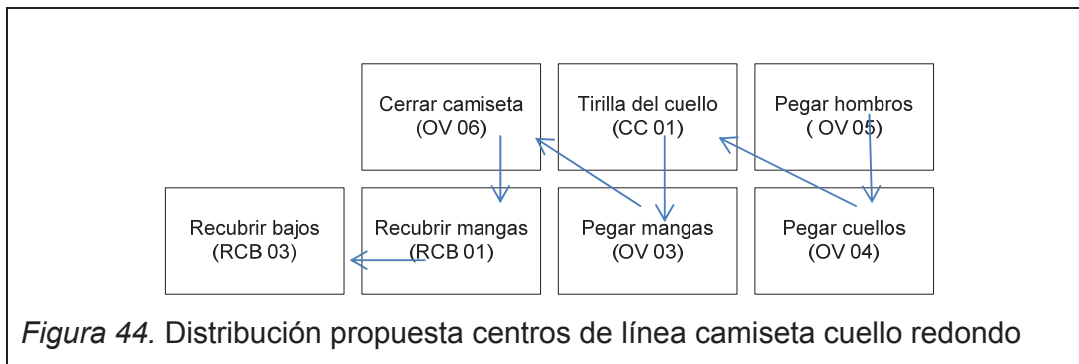 Cerrar camiseta
(OV 06)
Tirilla del cuello
(CC 01)
Pegar hombros
( OV 05)
Recubrir bajos
(RCB 03)
Recubrir mangas
(RCB 01)
Pegar mangas
(OV 03)
Pegar cuellos
(OV 04)
Figura 44. Distribución propuesta centros de línea camiseta cuello redondo